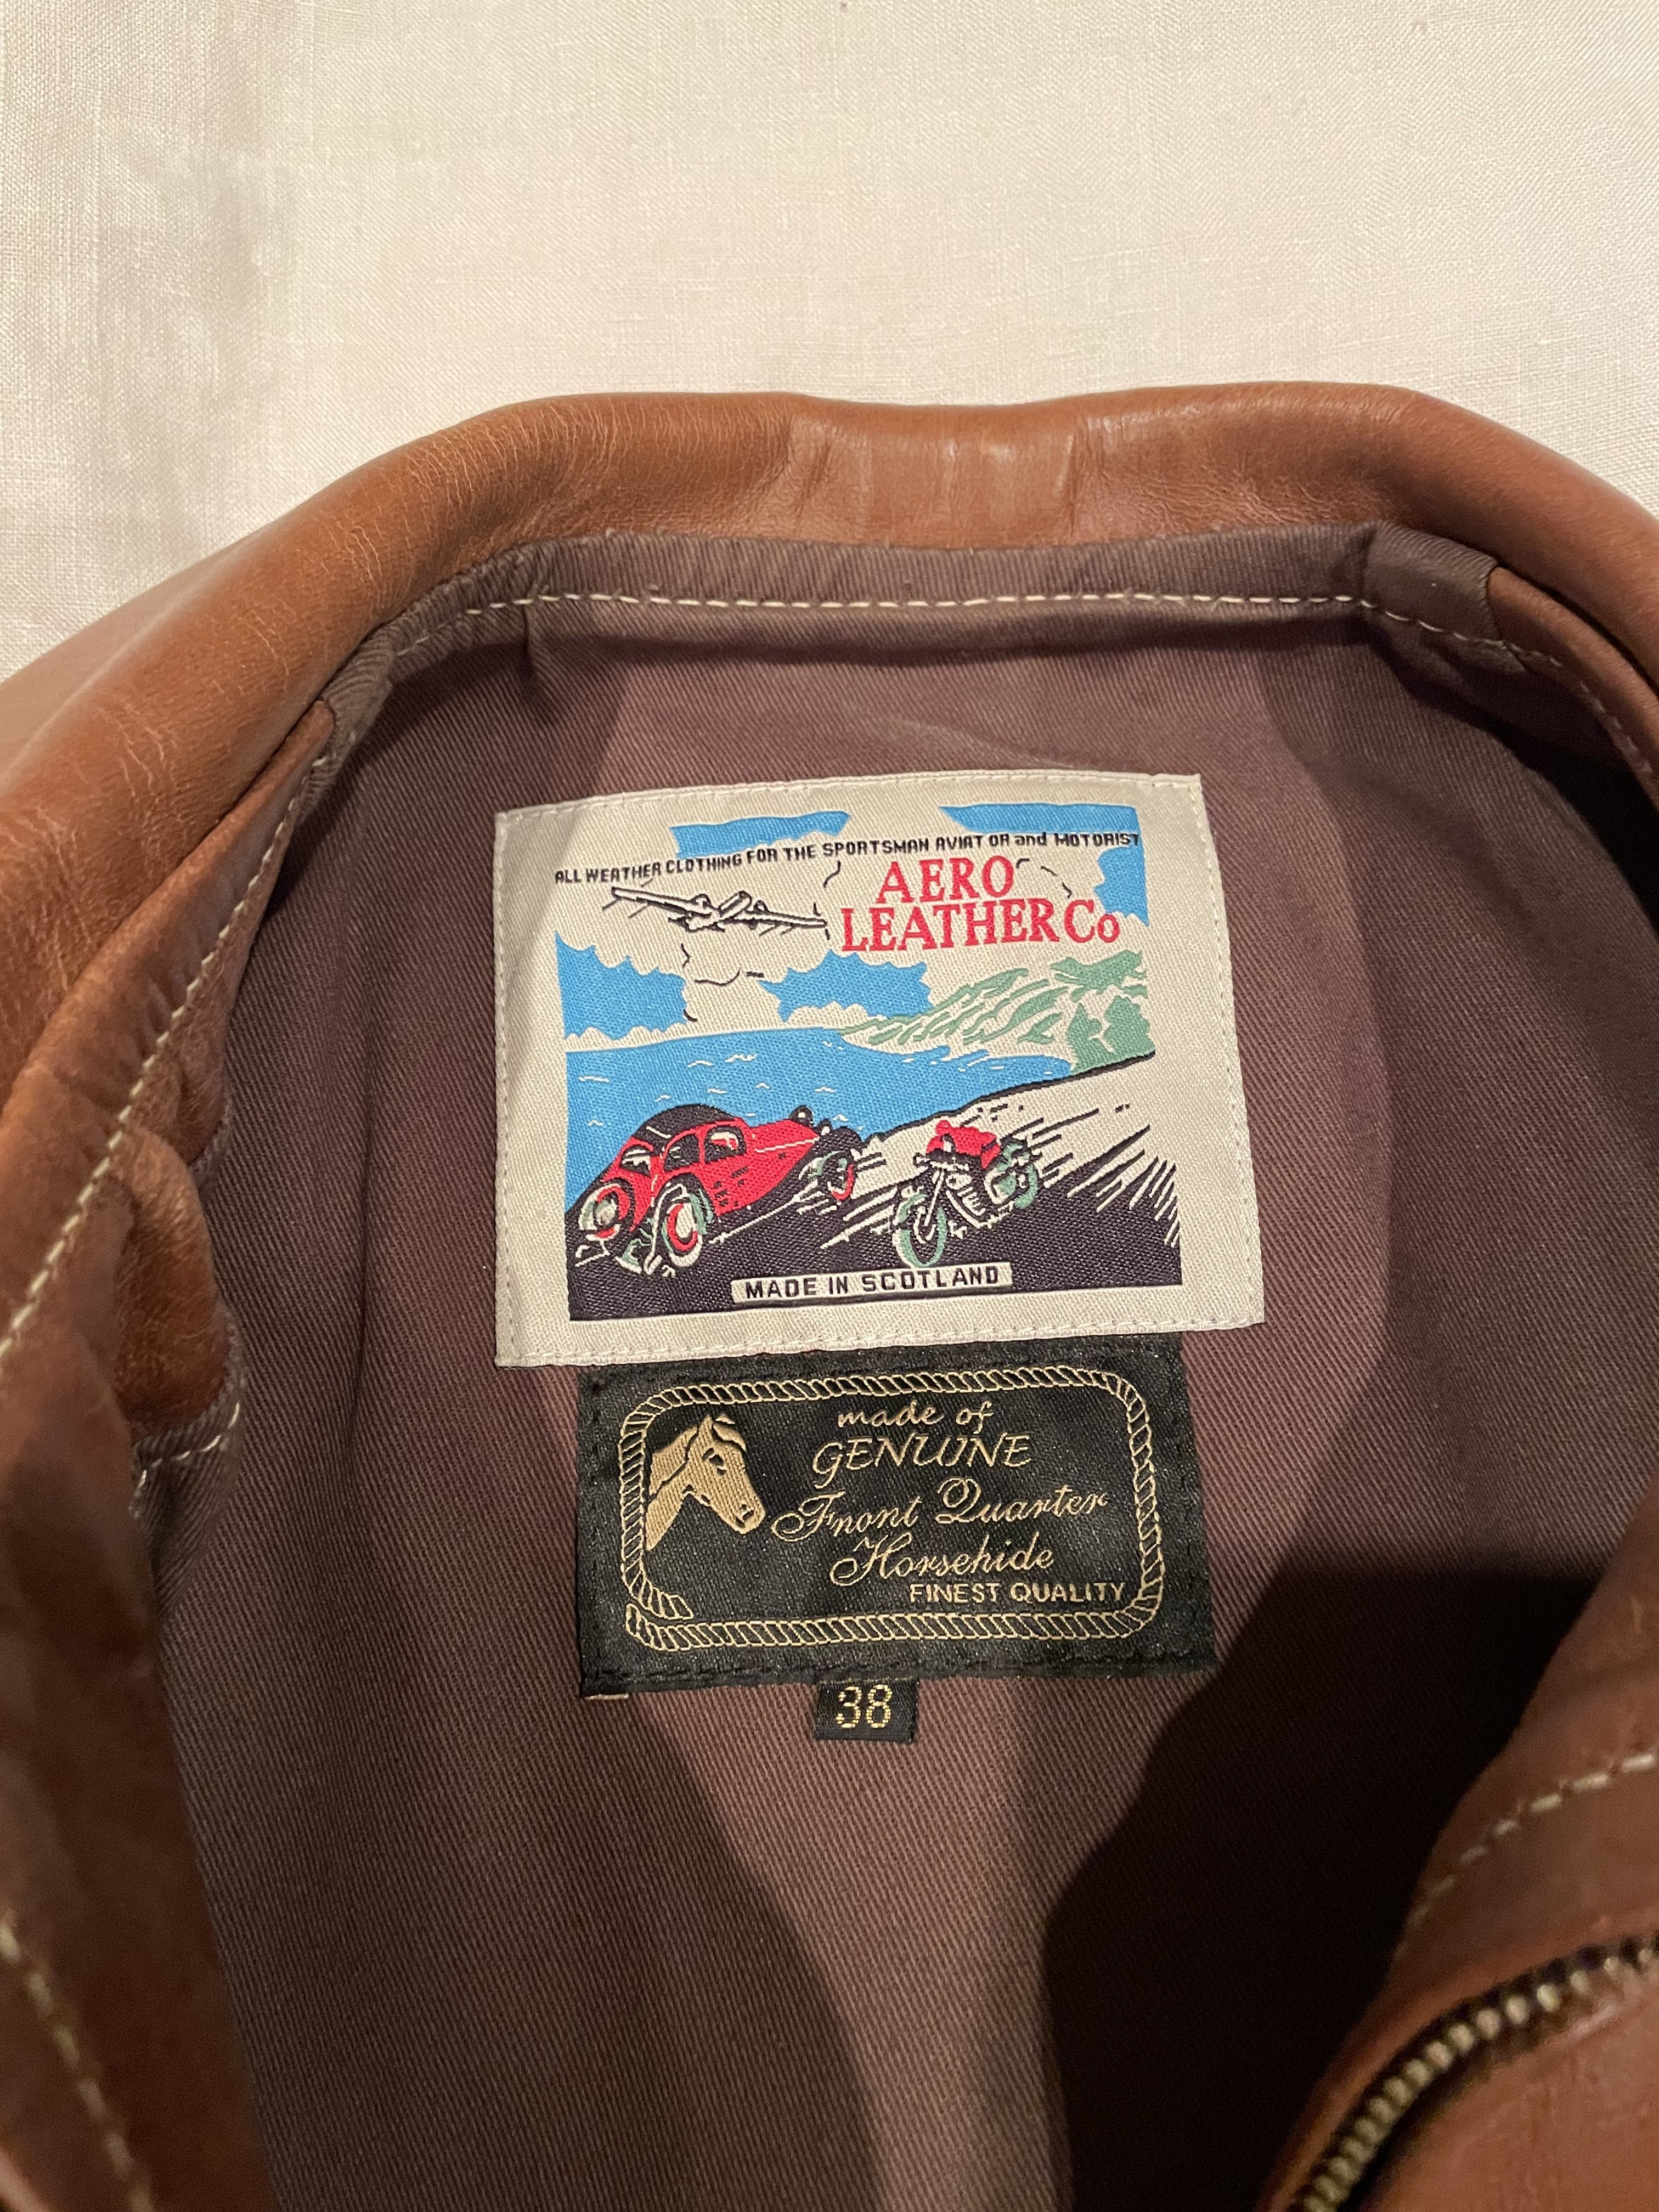 ALL WEATHER CLOTHING FOR THE SPORTSMAN AVIATOR and MOTORIST
AERO
LEATHER Co
MADE IN SCOTLAND
made of
GENUINE
Front Quarter
Horsehide
FINEST QUALITY
38